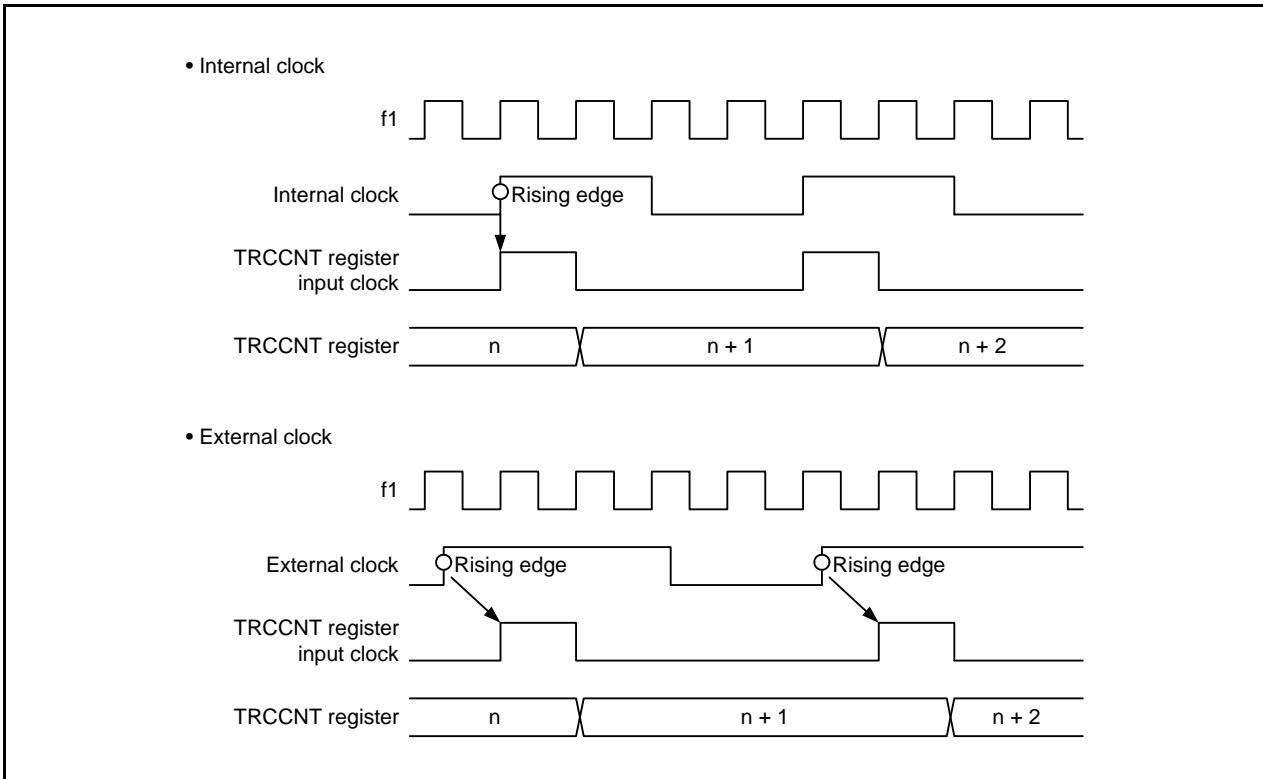 • Internal clock
f1
Internal clock
Rising edge
TRCCNT register
input clock
TRCCNT register
n
n + 1
n + 2
• External clock
f1
External clock
Rising edge
Rising edge
TRCCNT register
input clock
TRCCNT register
n
n + 1
n + 2